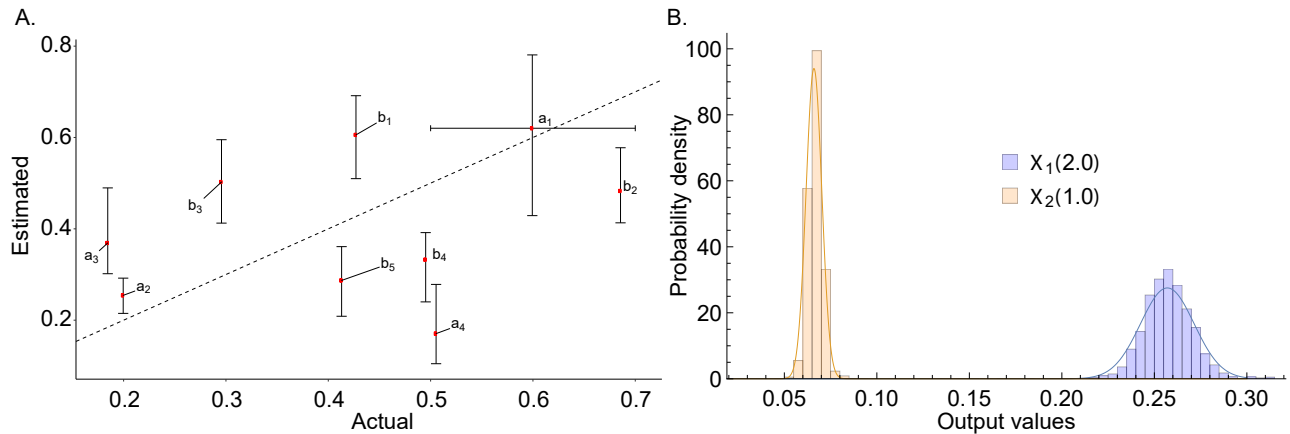 A.
Estimated
0.8
0.6
0.4
0.2
b₁
a₁
b₃
b₂
a₃
a₂
b₅
b₄
a₄
0.2 0.3 0.4 0.5 0.6 0.7
Actual
B.
Probability density
100
80
60
40
20
0
X₁(2.0)
X₂(1.0)
0.05 0.10 0.15 0.20 0.25 0.30
Output values